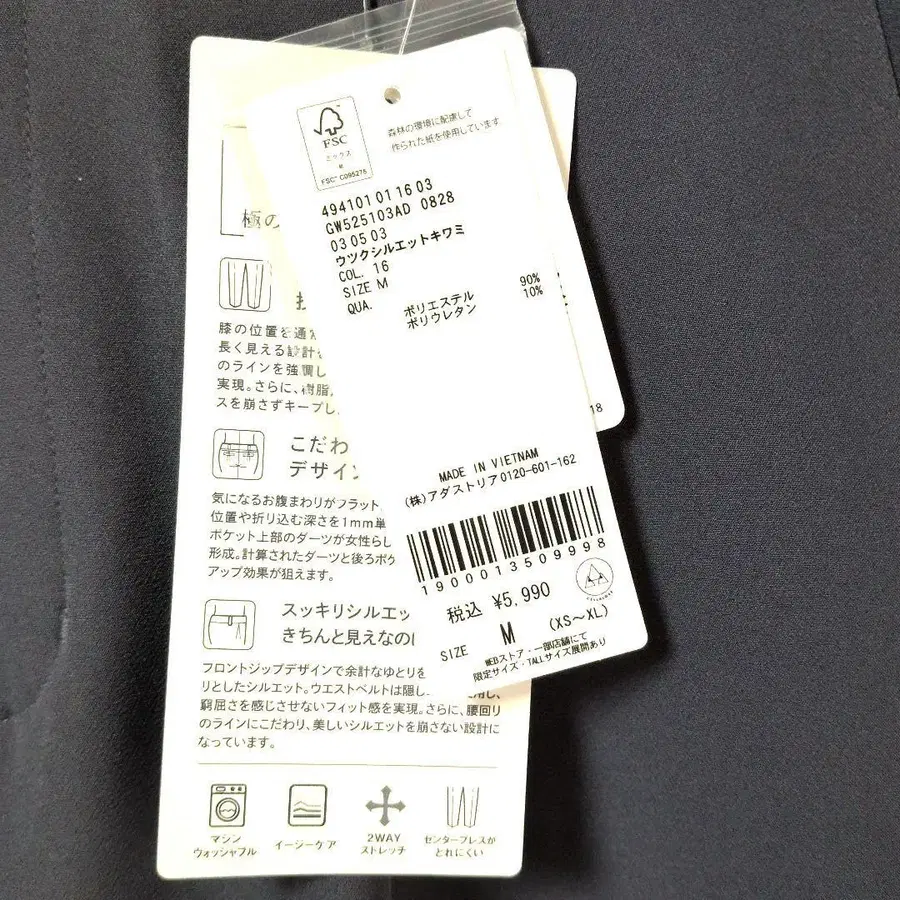 FSC
ミックス
紙
FSC® C095275
森林の環境に配慮して
作られた紙を使用しています
494101 01 16 03
GW525103AD 0828
03 05 03
ウツクシルエットキワミ
COL. 16
SIZE M
QUA.
ポリエステル 90%
ポリウレタン 10%
MADE IN VIETNAM
(株)アダストリア0120-601-162
1900013509998
税込 ¥5,990
SIZE M (XS～XL)
WEBストア・一部店舗にて
限定サイズ・TALLサイズ展開あり
18
極の
膝の位置を通常
長く見える設計
のラインを強調し
実現。さらに、樹脂
スを崩さずキープし
こだわ
デザイン
気になるお腹まわりがフラット
位置や折り込む深さを1mm単
ポケット上部のダーツが女性らし
形成。計算されたダーツと後ろポケ
アップ効果が狙えます。
スッキリシルエッ
きちんと見えなのに
フロントジップデザインで余計なゆとりを
りとしたシルエット。ウエストベルトは隠し 用し、
窮屈さを感じさせないフィット感を実現。さらに、腰回り
のラインにこだわり、美しいシルエットを崩さない設計に
なっています。
マシン
ウォッシャブル
イージーケア
2WAY
ストレッチ
センタープレスが
とれにくい